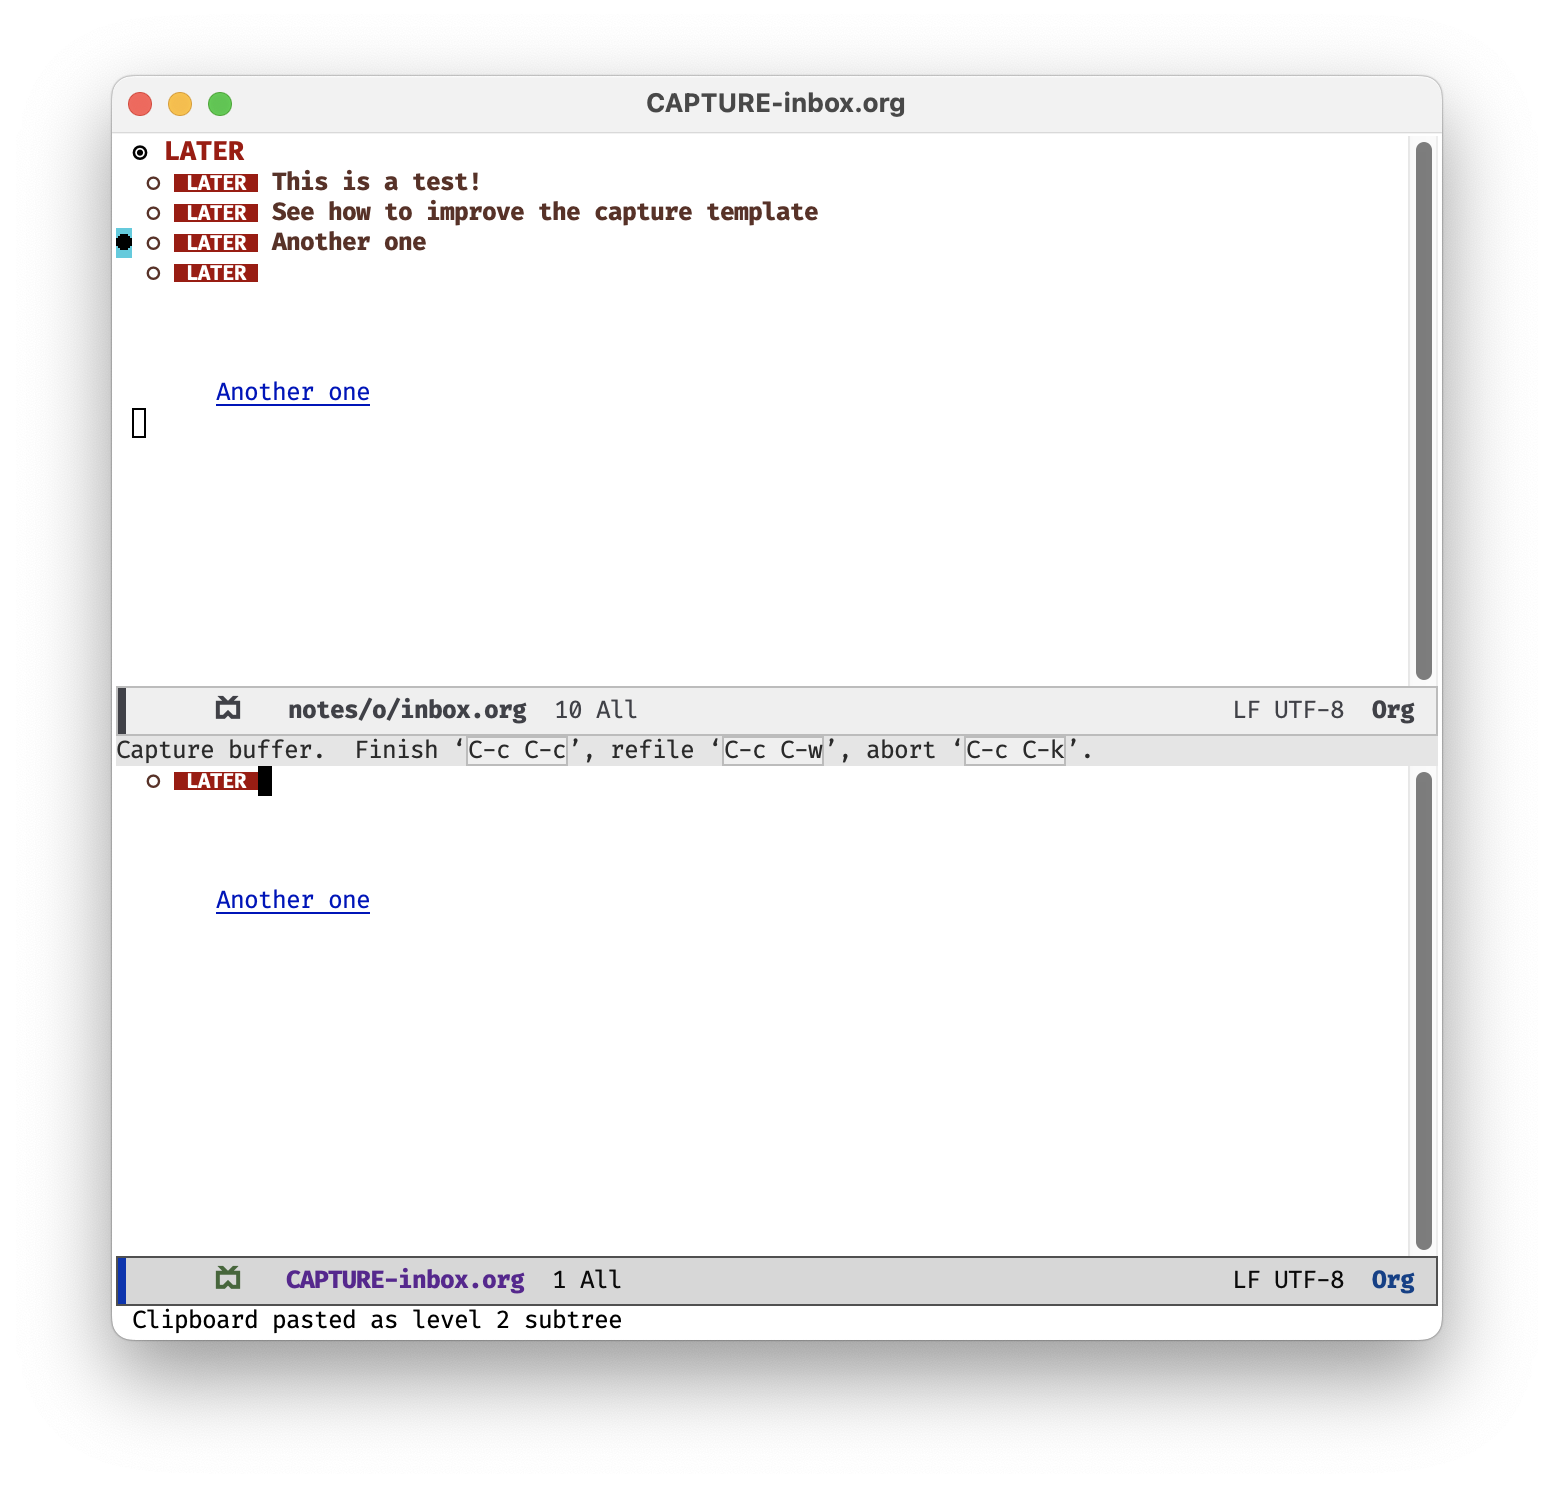 CAPTURE-inbox.org
LATER
LATER This is a test!
LATER See how to improve the capture template
LATER Another one
LATER
Another one
notes/o/inbox.org 10 All LF UTF-8 Org
Capture buffer. Finish ‘C-c C-c’, refile ‘C-c C-w’, abort ‘C-c C-k’.
LATER
Another one
CAPTURE-inbox.org 1 All LF UTF-8 Org
Clipboard pasted as level 2 subtree